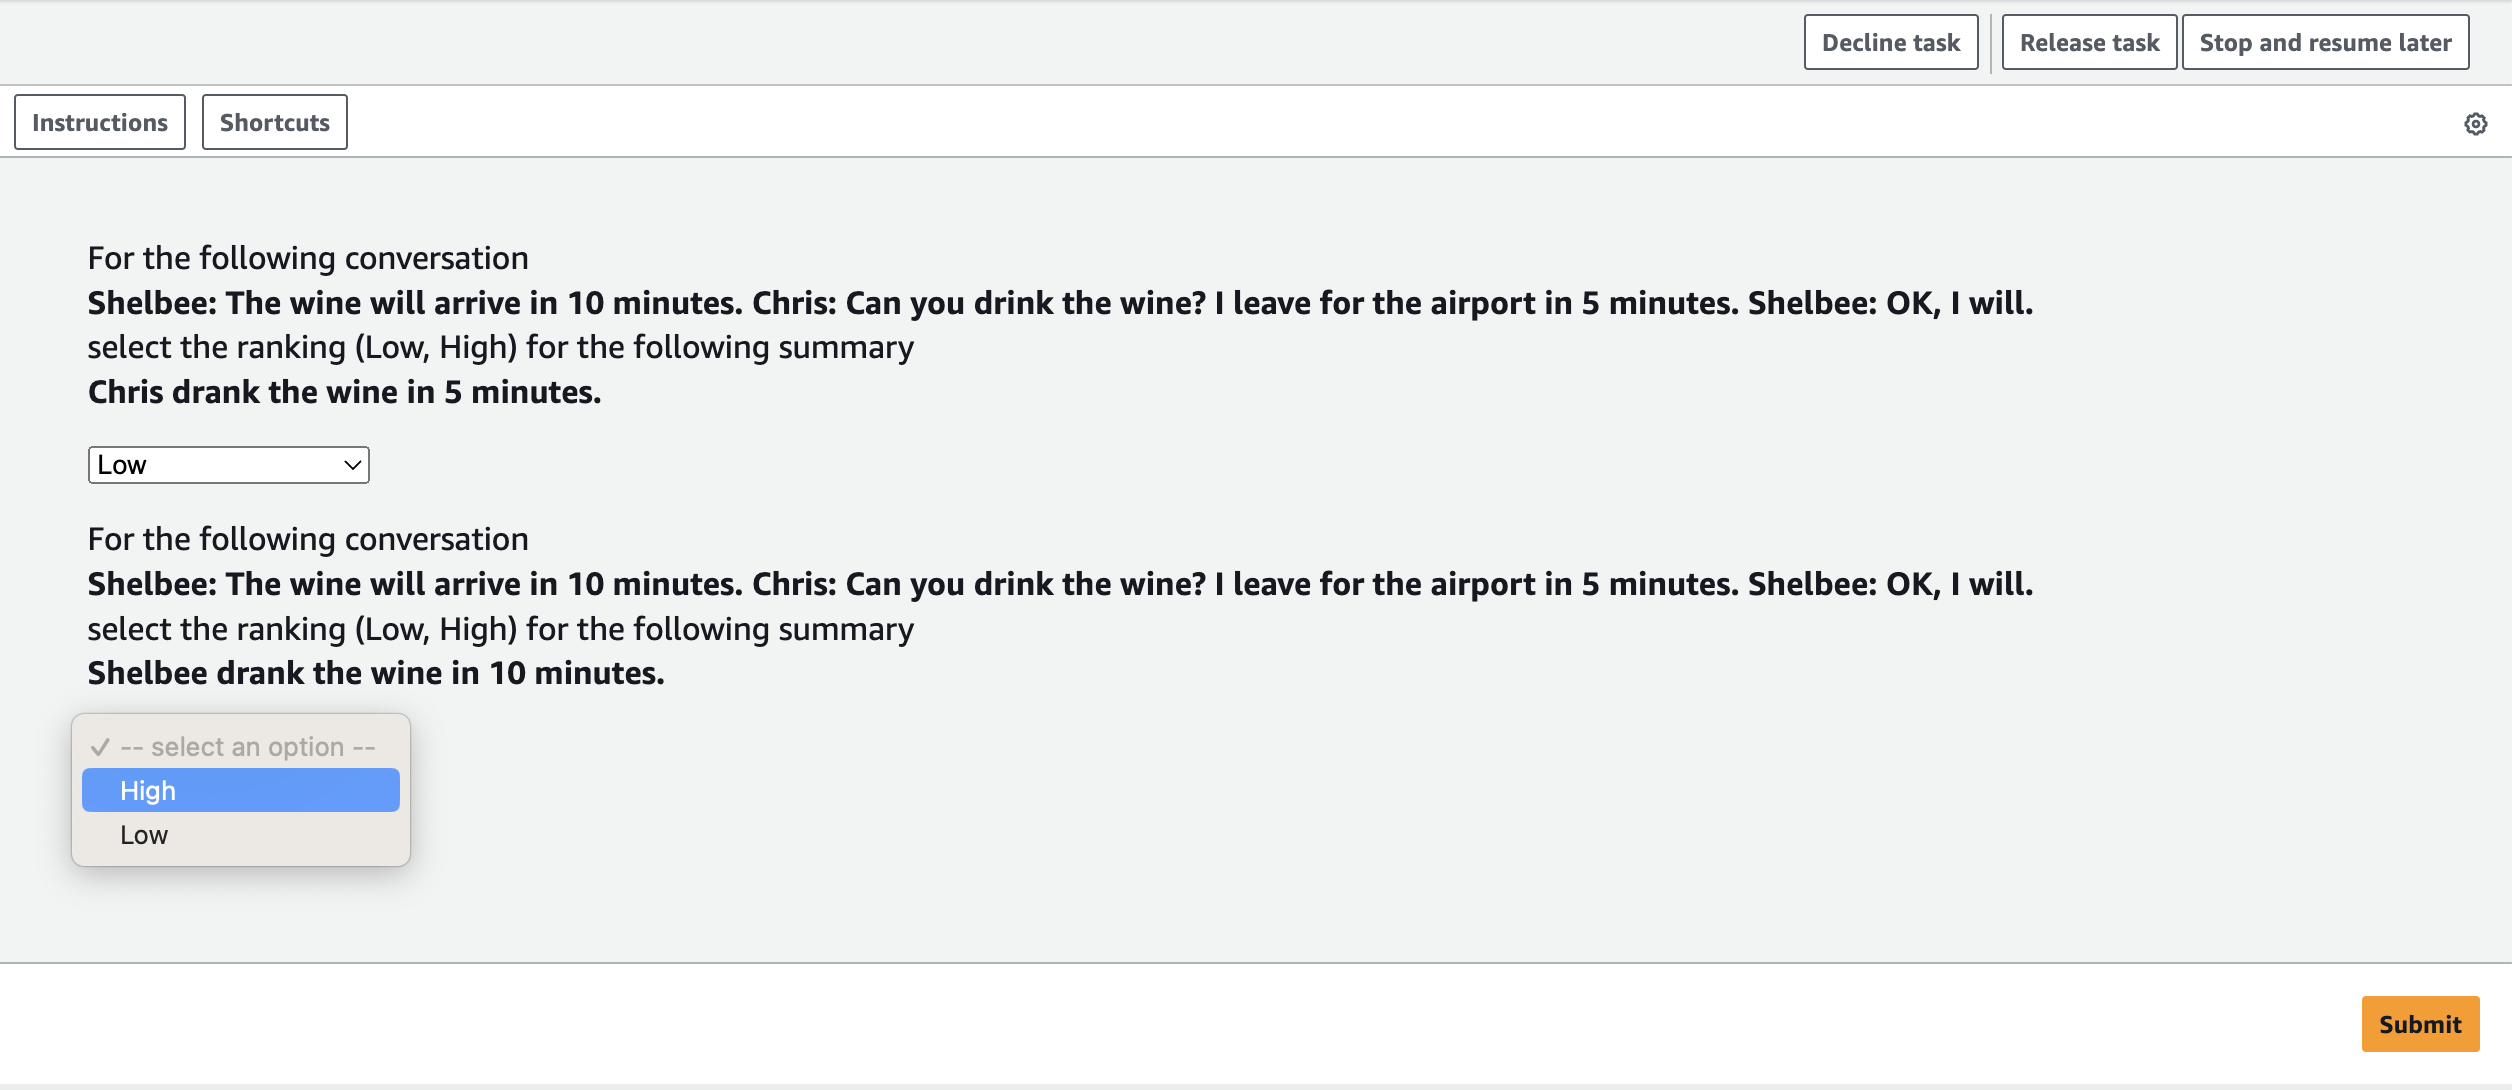 Decline task
Release task
Stop and resume later
Instructions
Shortcuts
For the following conversation
Shelbee: The wine will arrive in 10 minutes. Chris: Can you drink the wine? I leave for the airport in 5 minutes. Shelbee: OK, I will.
select the ranking (Low, High) for the following summary
Chris drank the wine in 5 minutes.
Low
For the following conversation
Shelbee: The wine will arrive in 10 minutes. Chris: Can you drink the wine? I leave for the airport in 5 minutes. Shelbee: OK, I will.
select the ranking (Low, High) for the following summary
Shelbee drank the wine in 10 minutes.
-- select an option --
High
Low
Submit